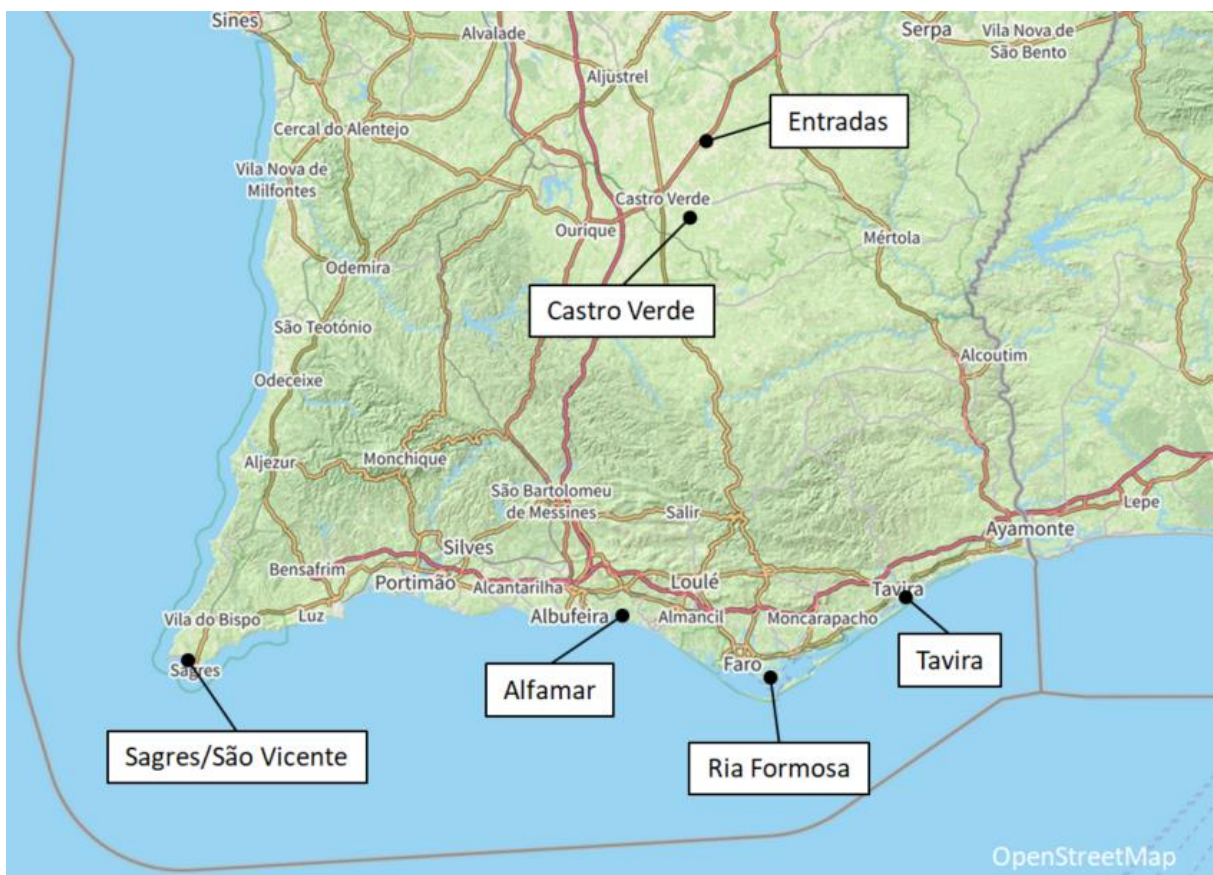 Sines
Alvalade
Serpa
Vila Nova de
São Bento
Aljustrel
Entradas
Cercal do Alentejo
Vila Nova de
Milfontes
Castro Verde
Ourique
Mértola
Odemira
Castro Verde
São Teotónio
Alcoutim
Odeceixe
Aljezur
Monchique
São Bartolomeu
de Messines
Salir
Lepe
Ayamonte
Silves
Bensafrim
Portimão
Alcantarilha
Loulé
Tavira
Vila do Bispo
Luz
Albufeira
Almancil
Moncarapacho
Sagres
Faro
Tavira
Alfamar
Sagres/São Vicente
Ria Formosa
OpenStreetMap